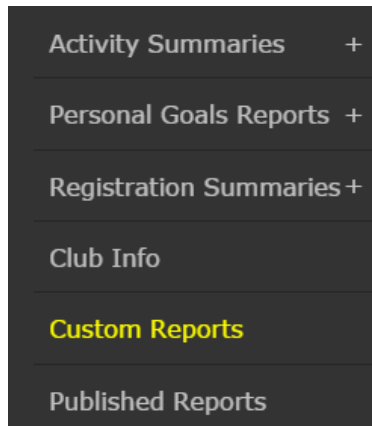 Activity Summaries +
Personal Goals Reports +
Registration Summaries +
Club Info
Custom Reports
Published Reports